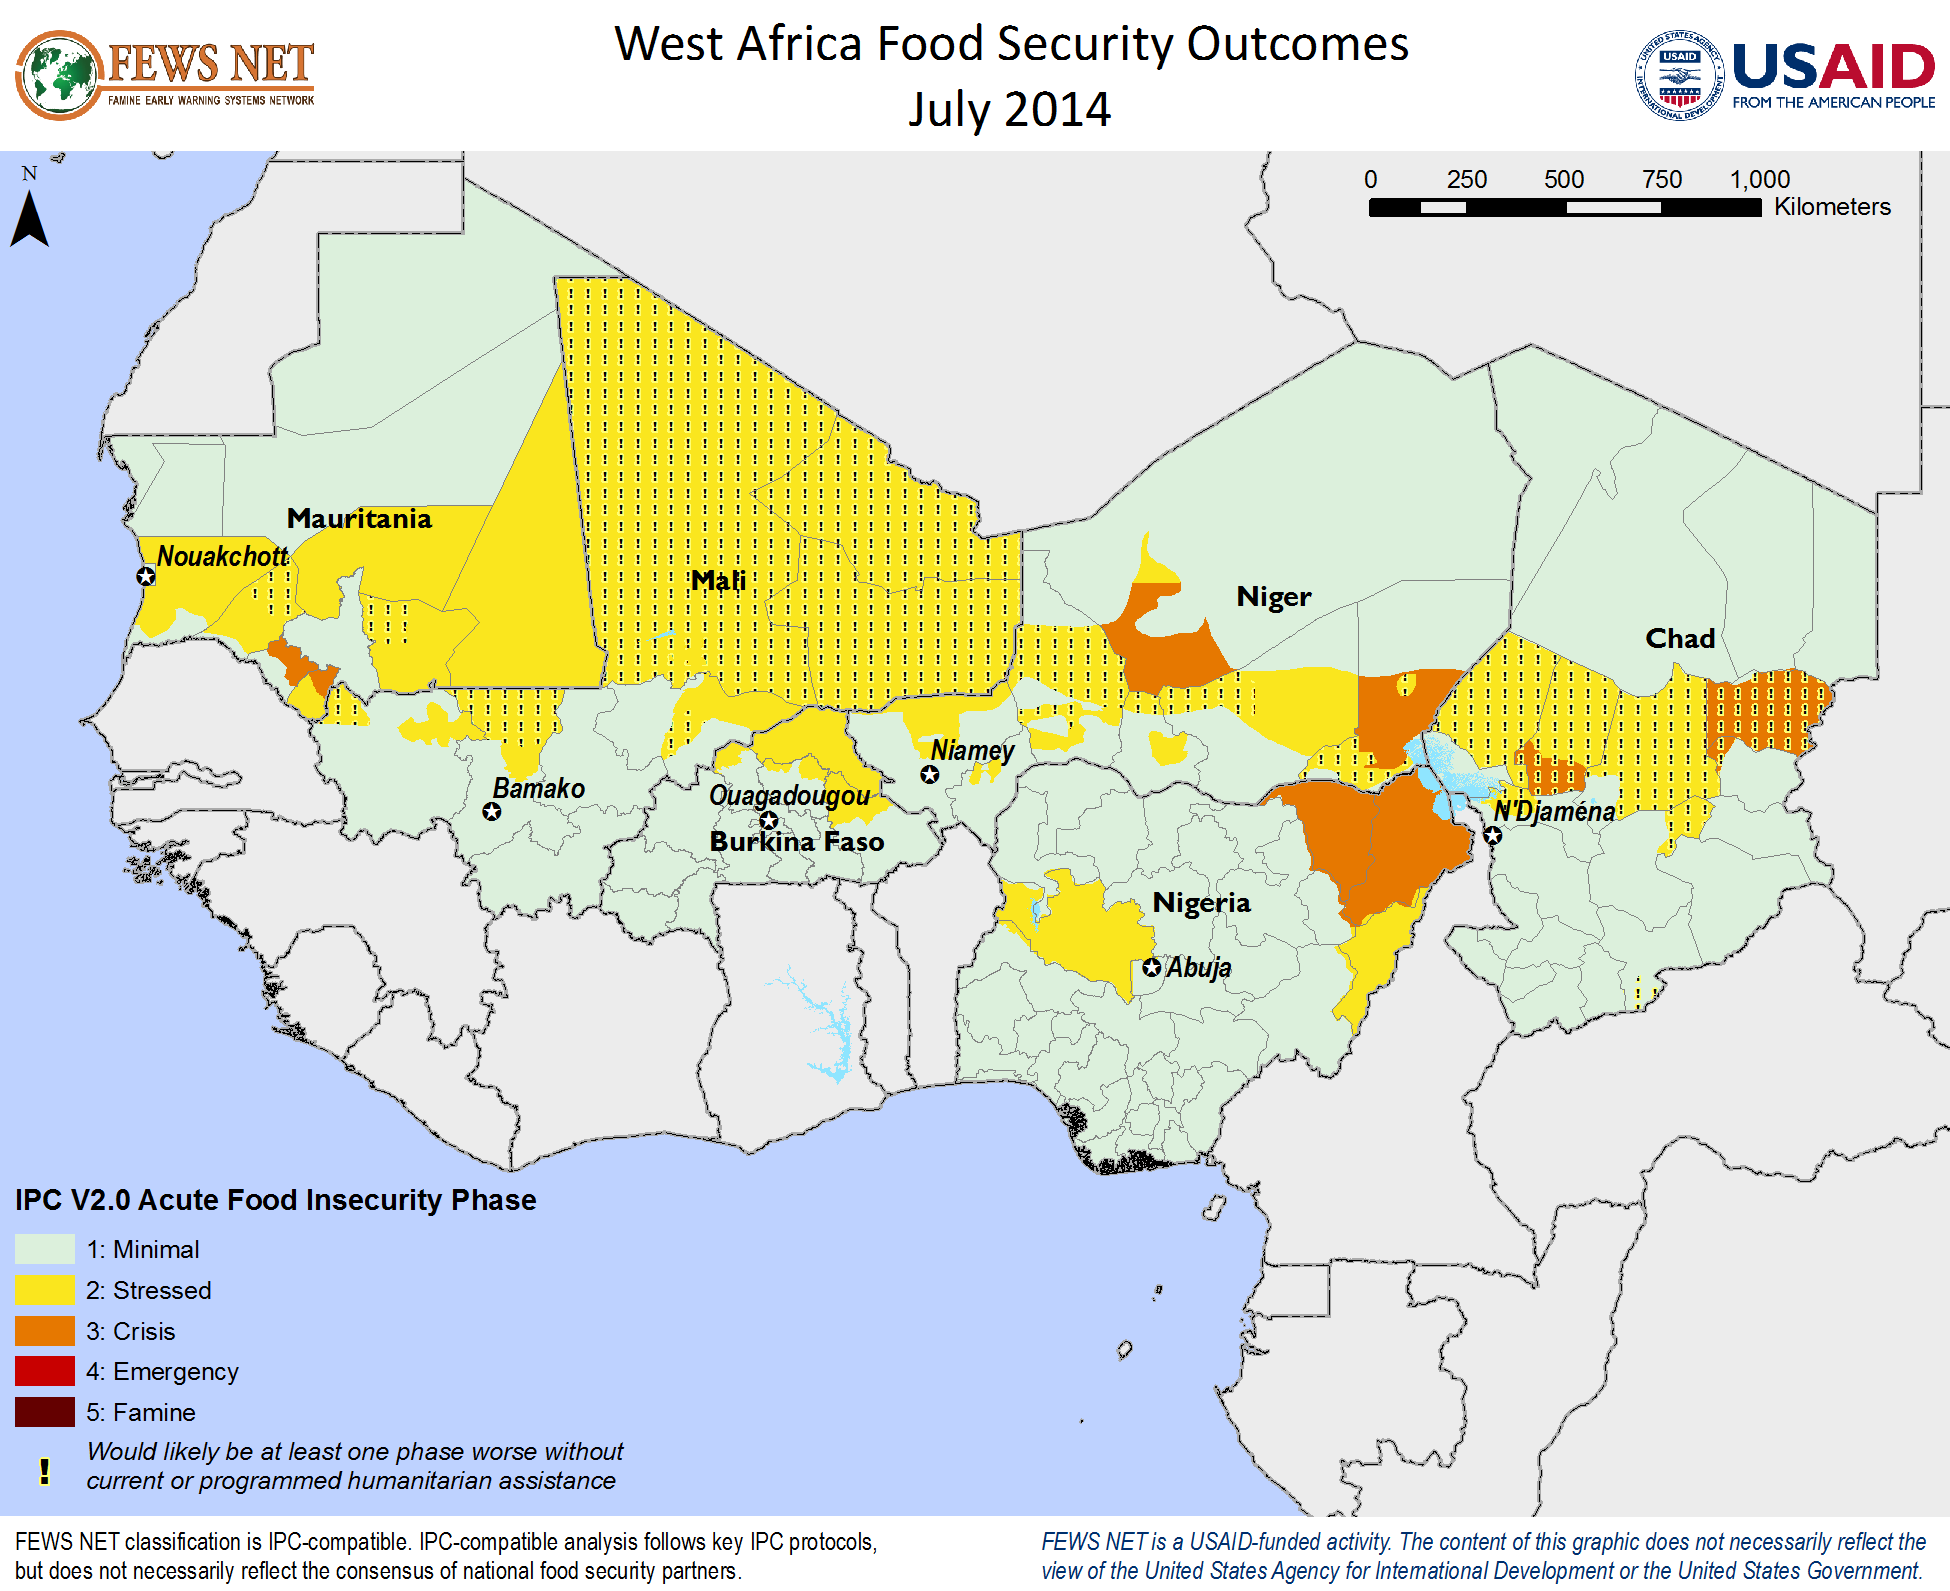 FEWS NET
FAMINE EARLY WARNING SYSTEMS NETWORK
West Africa Food Security Outcomes
July 2014
UNITED STATES AGENCY
USAID
INTERNATIONAL DEVELOPMENT
USAID
FROM THE AMERICAN PEOPLE
N
0 250 500 750 1,000
Kilometers
Mauritania
Nouakchott
Mali
Niger
Chad
Niamey
Bamako
Ouagadougou
Burkina Faso
N'Djaména
Nigeria
Abuja
IPC V2.0 Acute Food Insecurity Phase
1: Minimal
2: Stressed
3: Crisis
4: Emergency
5: Famine
! Would likely be at least one phase worse without
current or programmed humanitarian assistance
FEWS NET classification is IPC-compatible. IPC-compatible analysis follows key IPC protocols,
but does not necessarily reflect the consensus of national food security partners.
FEWS NET is a USAID-funded activity. The content of this graphic does not necessarily reflect the
view of the United States Agency for International Development or the United States Government.